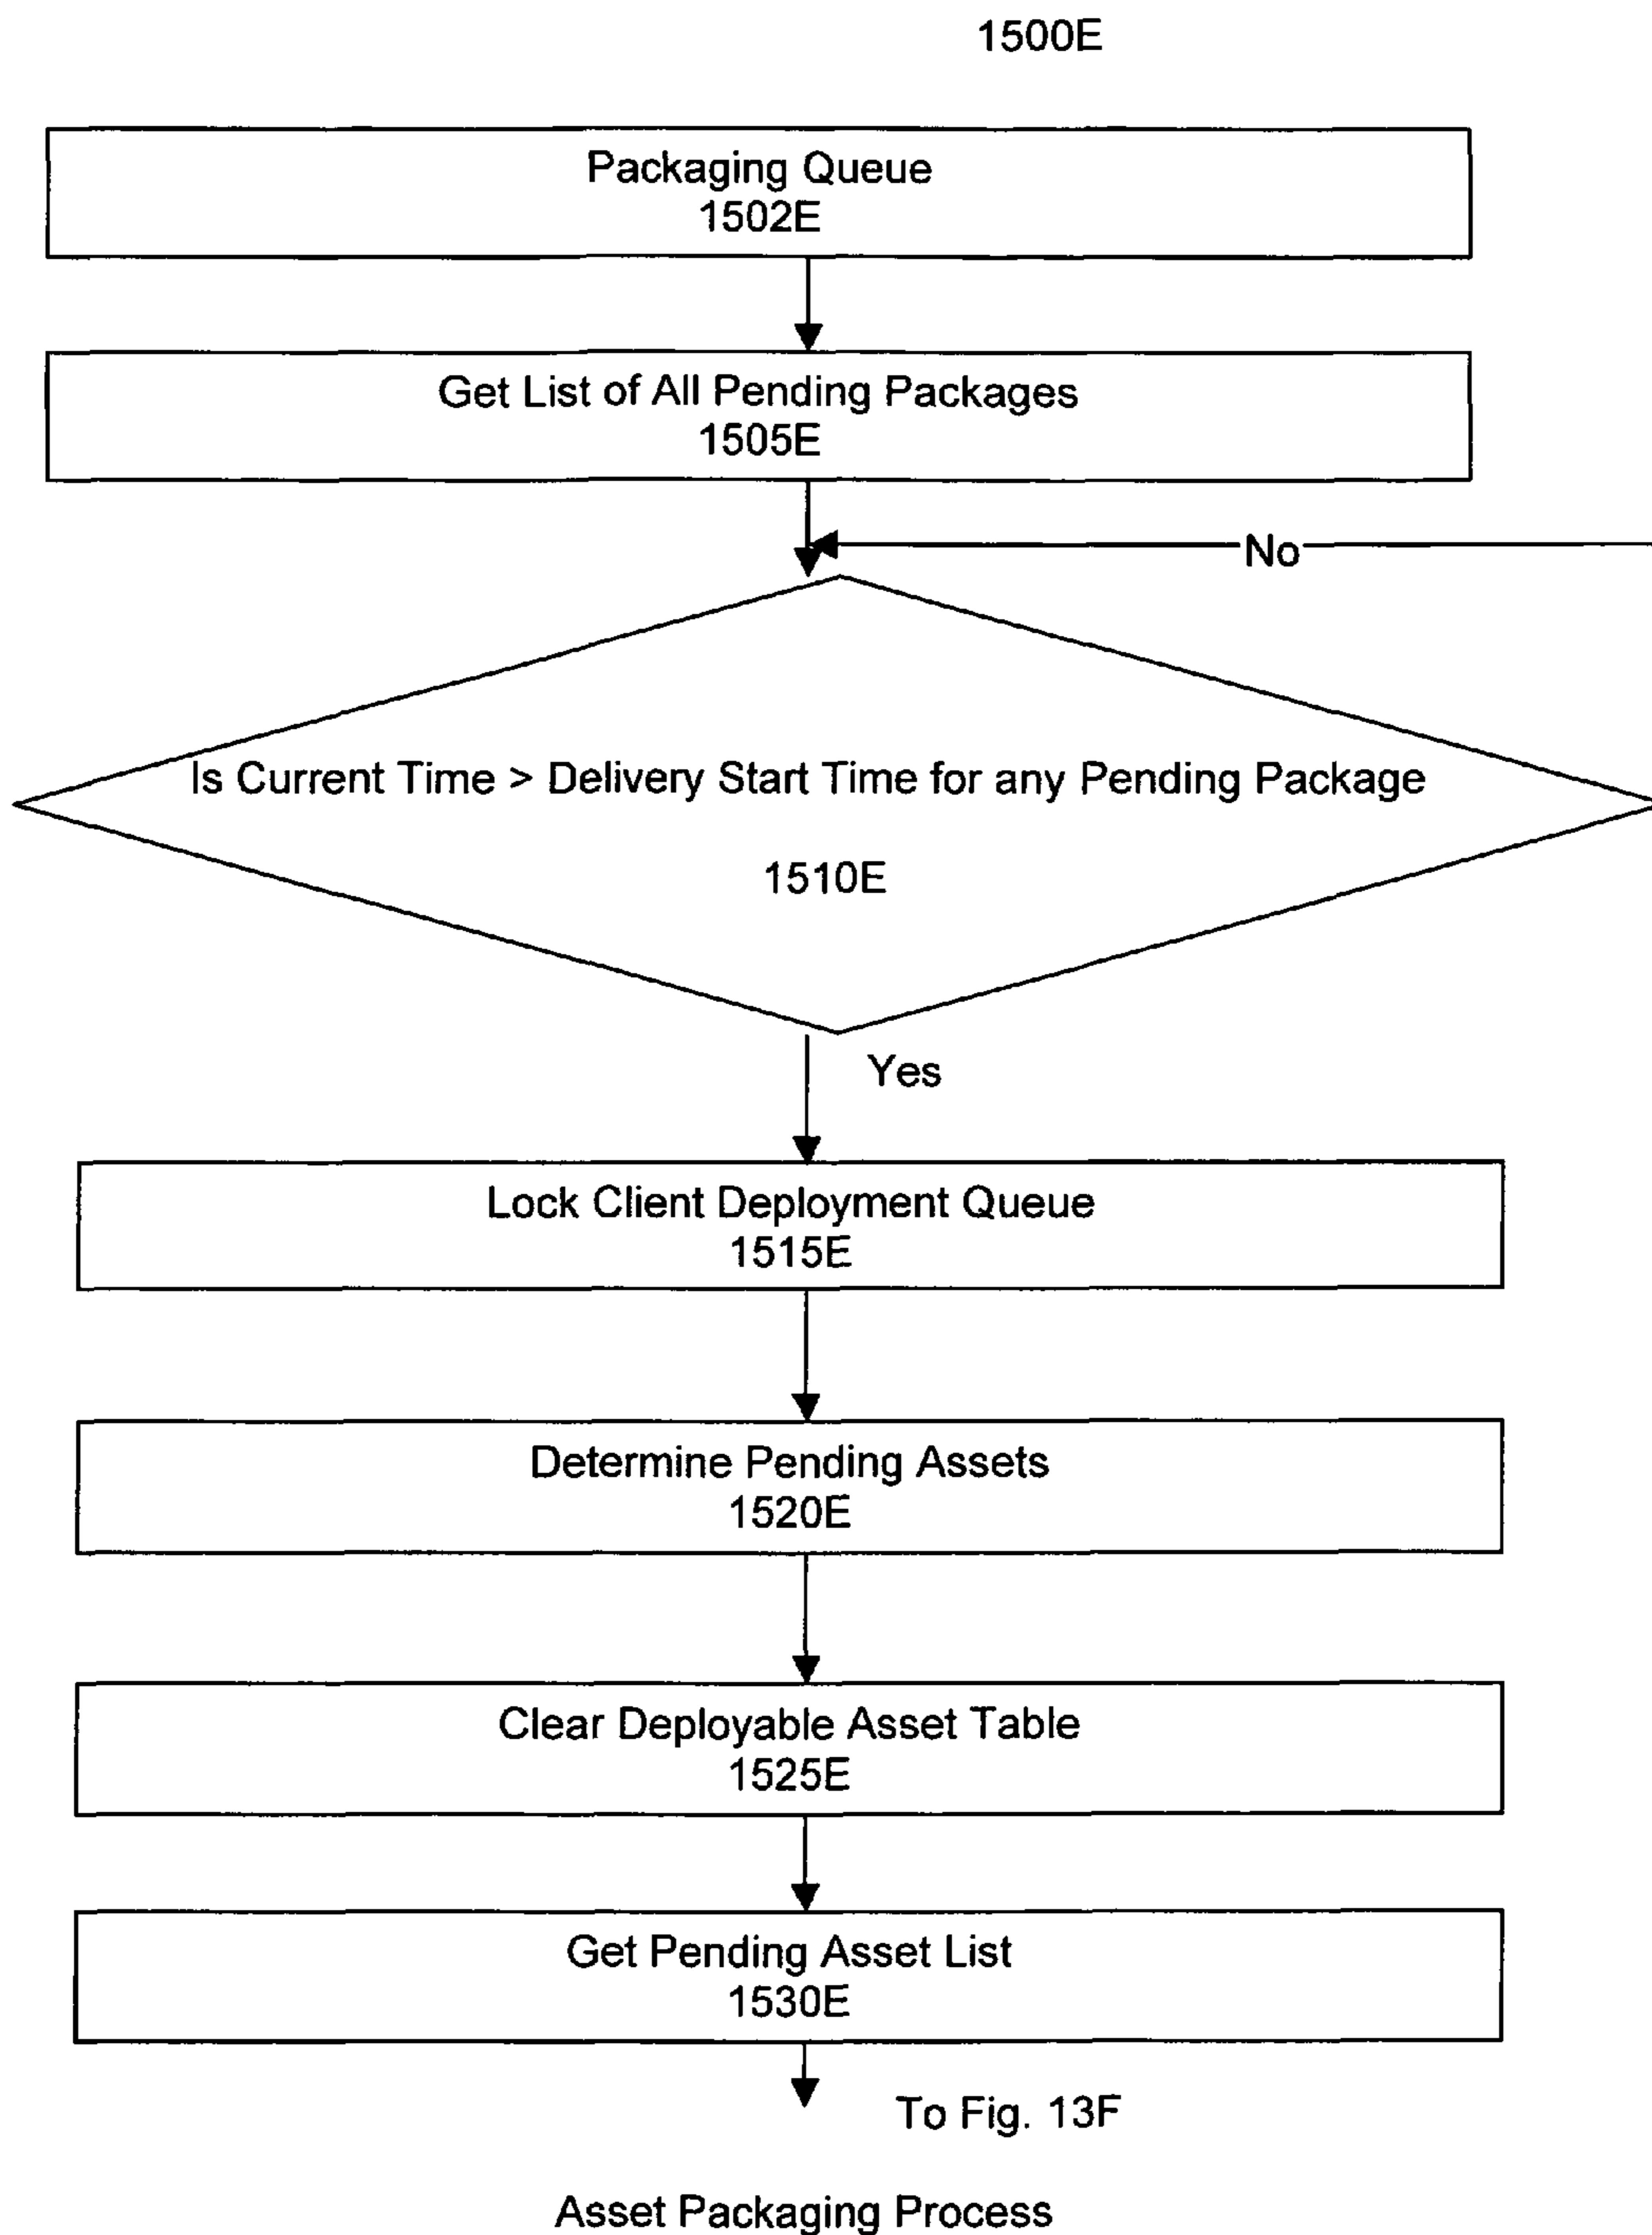 1500E
Packaging Queue
1502E
Get List of All Pending Packages
1505E
No
Is Current Time > Delivery Start Time for any Pending Package
1510E
Yes
Lock Client Deployment Queue
1515E
Determine Pending Assets
1520E
Clear Deployable Asset Table
1525E
Get Pending Asset List
1530E
To Fig. 13F
Asset Packaging Process